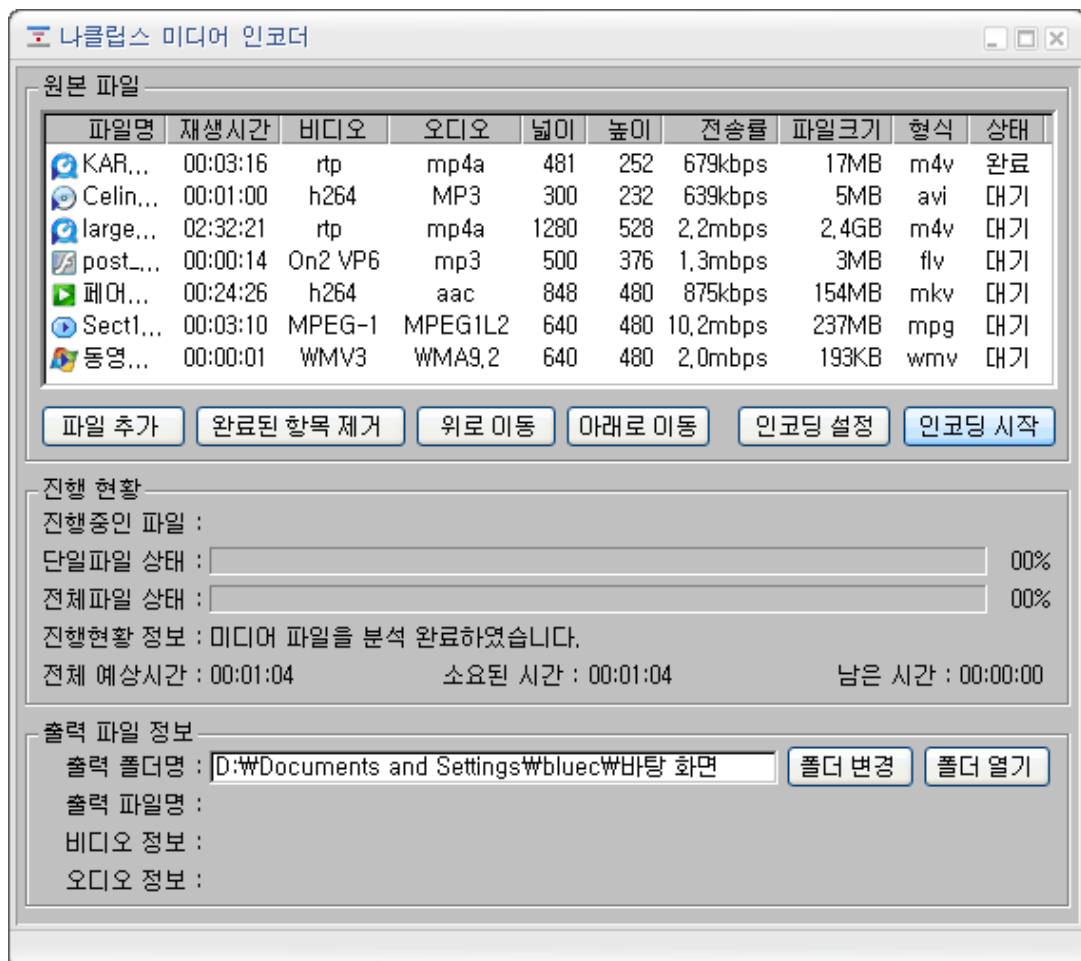 나클립스 미디어 인코더
원본 파일
파일명 재생시간 비디오 오디오 넓이 높이 전송률 파일크기 형식 상태
KAR... 00:03:16 rtp mp4a 481 252 679kbps 17MB m4v 완료
Celin... 00:01:00 h264 MP3 300 232 639kbps 5MB avi 대기
large... 02:32:21 rtp mp4a 1280 528 2.2mbps 2.4GB m4v 대기
post_... 00:00:14 On2 VP6 mp3 500 376 1.3mbps 3MB flv 대기
페어... 00:24:26 h264 aac 848 480 875kbps 154MB mkv 대기
Sect1... 00:03:10 MPEG-1 MPEG1L2 640 480 10.2mbps 237MB mpg 대기
동영... 00:00:01 WMV3 WMA9.2 640 480 2.0mbps 193KB wmv 대기
파일 추가 완료된 항목 제거 위로 이동 아래로 이동 인코딩 설정 인코딩 시작
진행 현황
진행중인 파일 :
단일파일 상태 : 00%
전체파일 상태 : 00%
진행현황 정보 : 미디어 파일을 분석 완료하였습니다.
전체 예상시간 : 00:01:04 소요된 시간 : 00:01:04 남은 시간 : 00:00:00
출력 파일 정보
출력 폴더명 : D:₩Documents and Settings₩bluec₩바탕 화면 폴더 변경 폴더 열기
출력 파일명 :
비디오 정보 :
오디오 정보 :